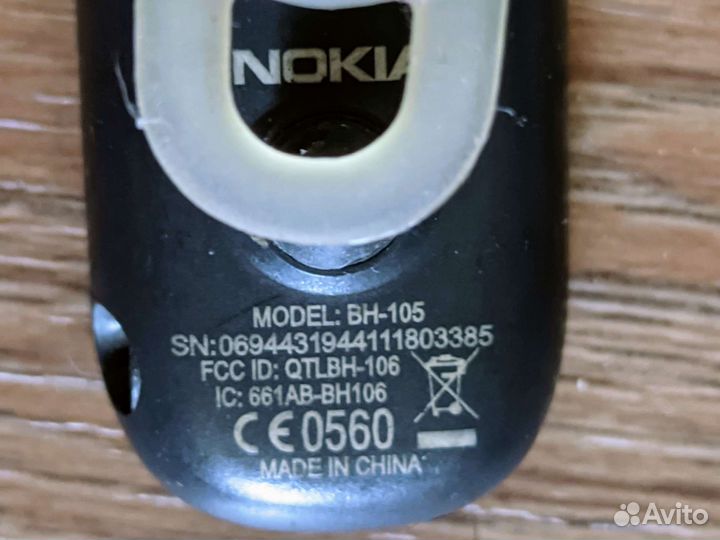 NOKIA
MODEL: BH-105
SN:0694431944111803385
FCC ID: QTLBH-106
IC: 661AB-BH106
CE0560
MADE IN CHINA
Avito